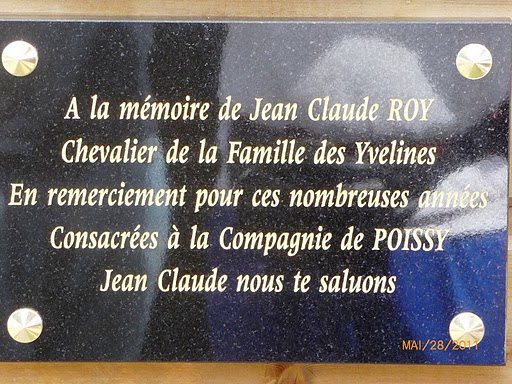 A la mémoire de Jean Claude ROY
Chevalier de la Famille des Yvelines
En remerciement pour ces nombreuses années
Consacrées à la Compagnie de POISSY
Jean Claude nous te saluons
MAI/28/2011